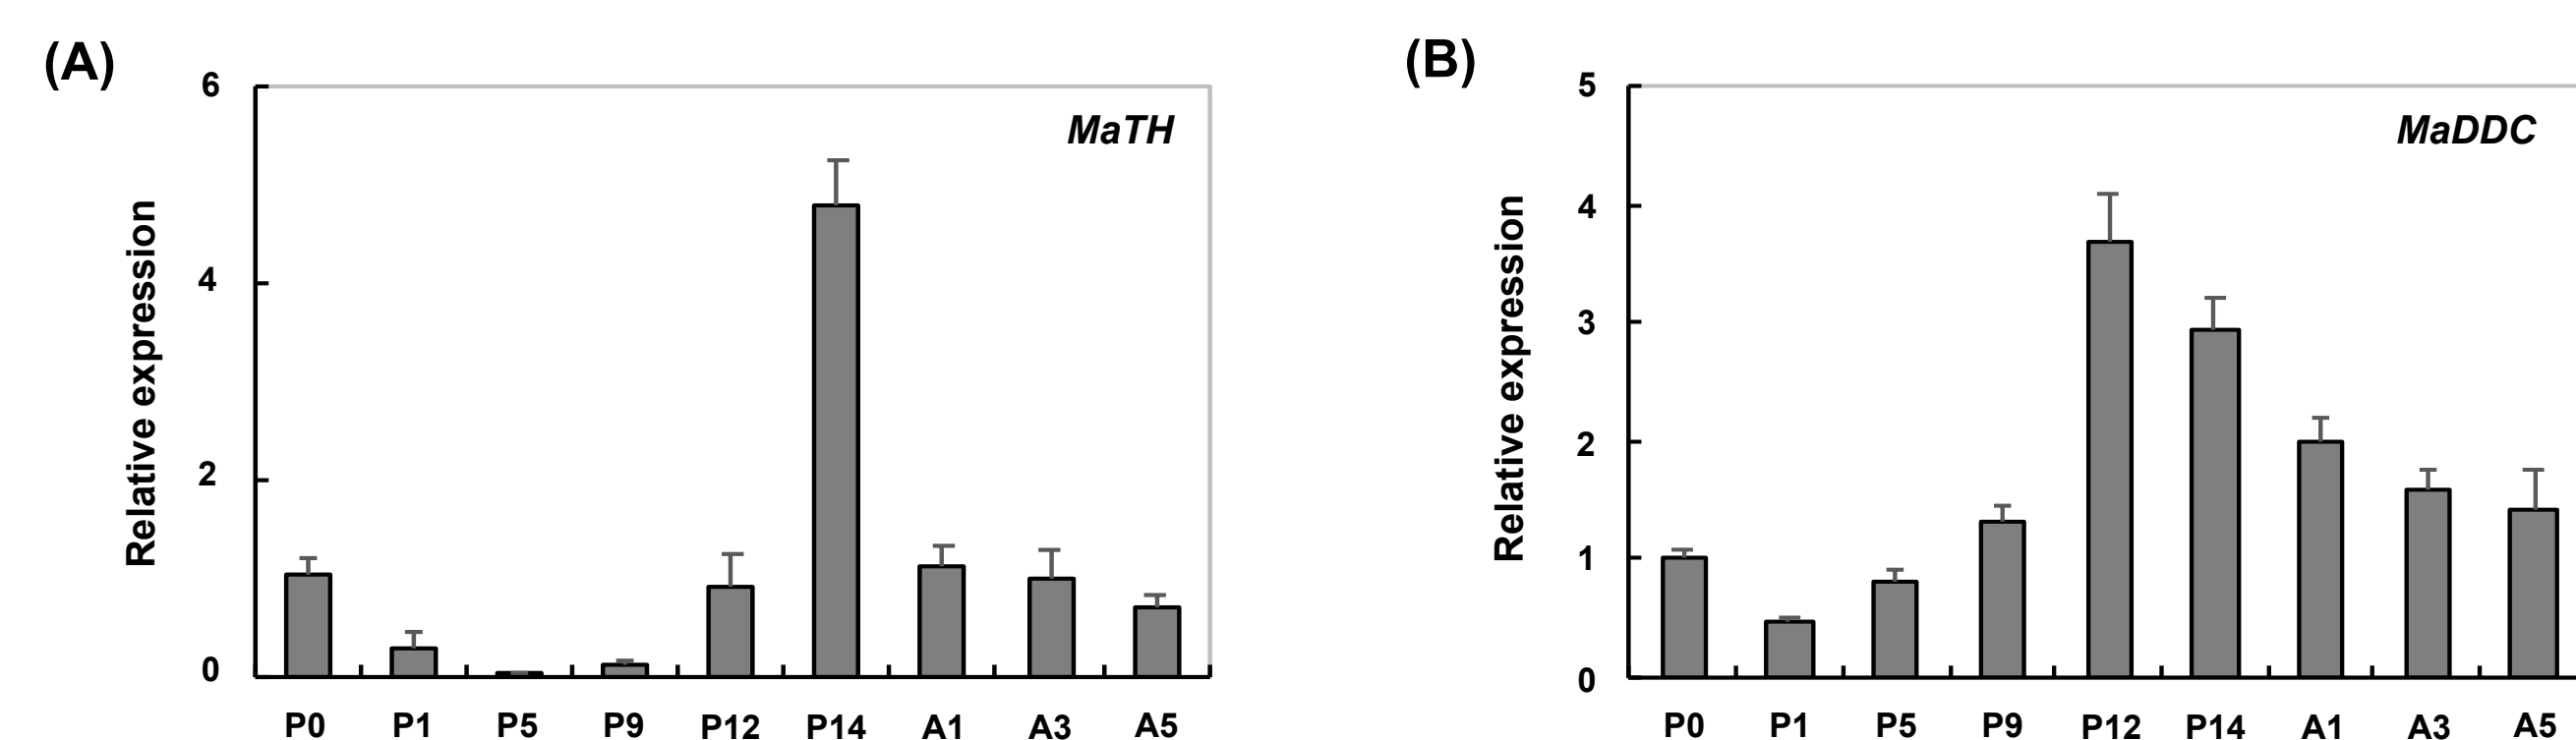 (A)
MaTH
Relative expression
6
4
2
0
P0 P1 P5 P9 P12 P14 A1 A3 A5
(B)
MaDDC
Relative expression
5
4
3
2
1
0
P0 P1 P5 P9 P12 P14 A1 A3 A5